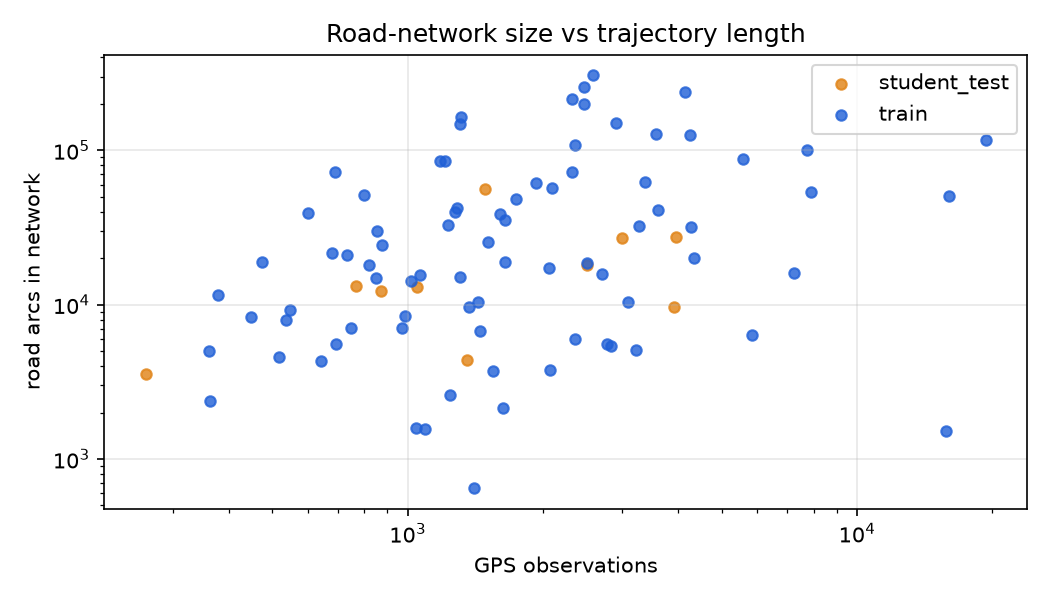 Road-network size vs trajectory length
student_test
train
10^5
10^4
10^3
road arcs in network
10^3
10^4
GPS observations